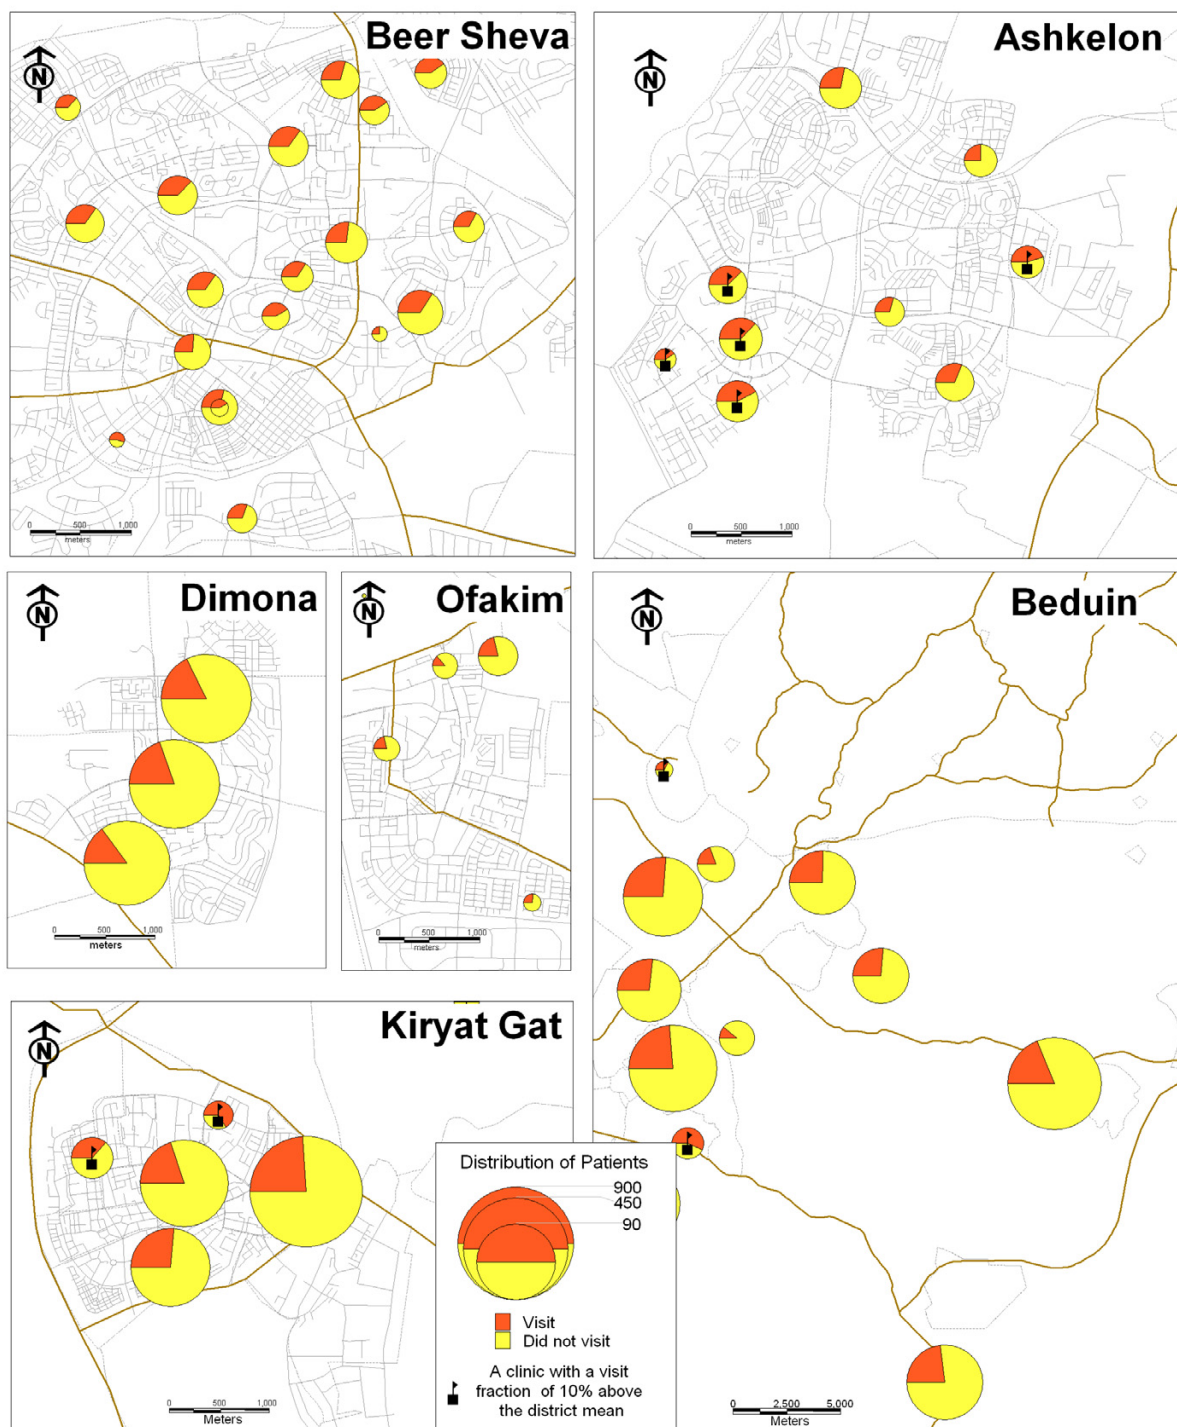 Beer Sheva
N
0 500 1,000
meters
Ashkelon
N
0 500 1,000
meters
Dimona
N
0 500 1,000
meters
Ofakim
N
0 500 1,000
meters
Beduin
N
0 2,500 5,000
meters
Kiryat Gat
N
0 500 1,000
Meters
Distribution of Patients
900
450
90
Visit
Did not visit
A clinic with a visit
fraction of 10% above
the district mean